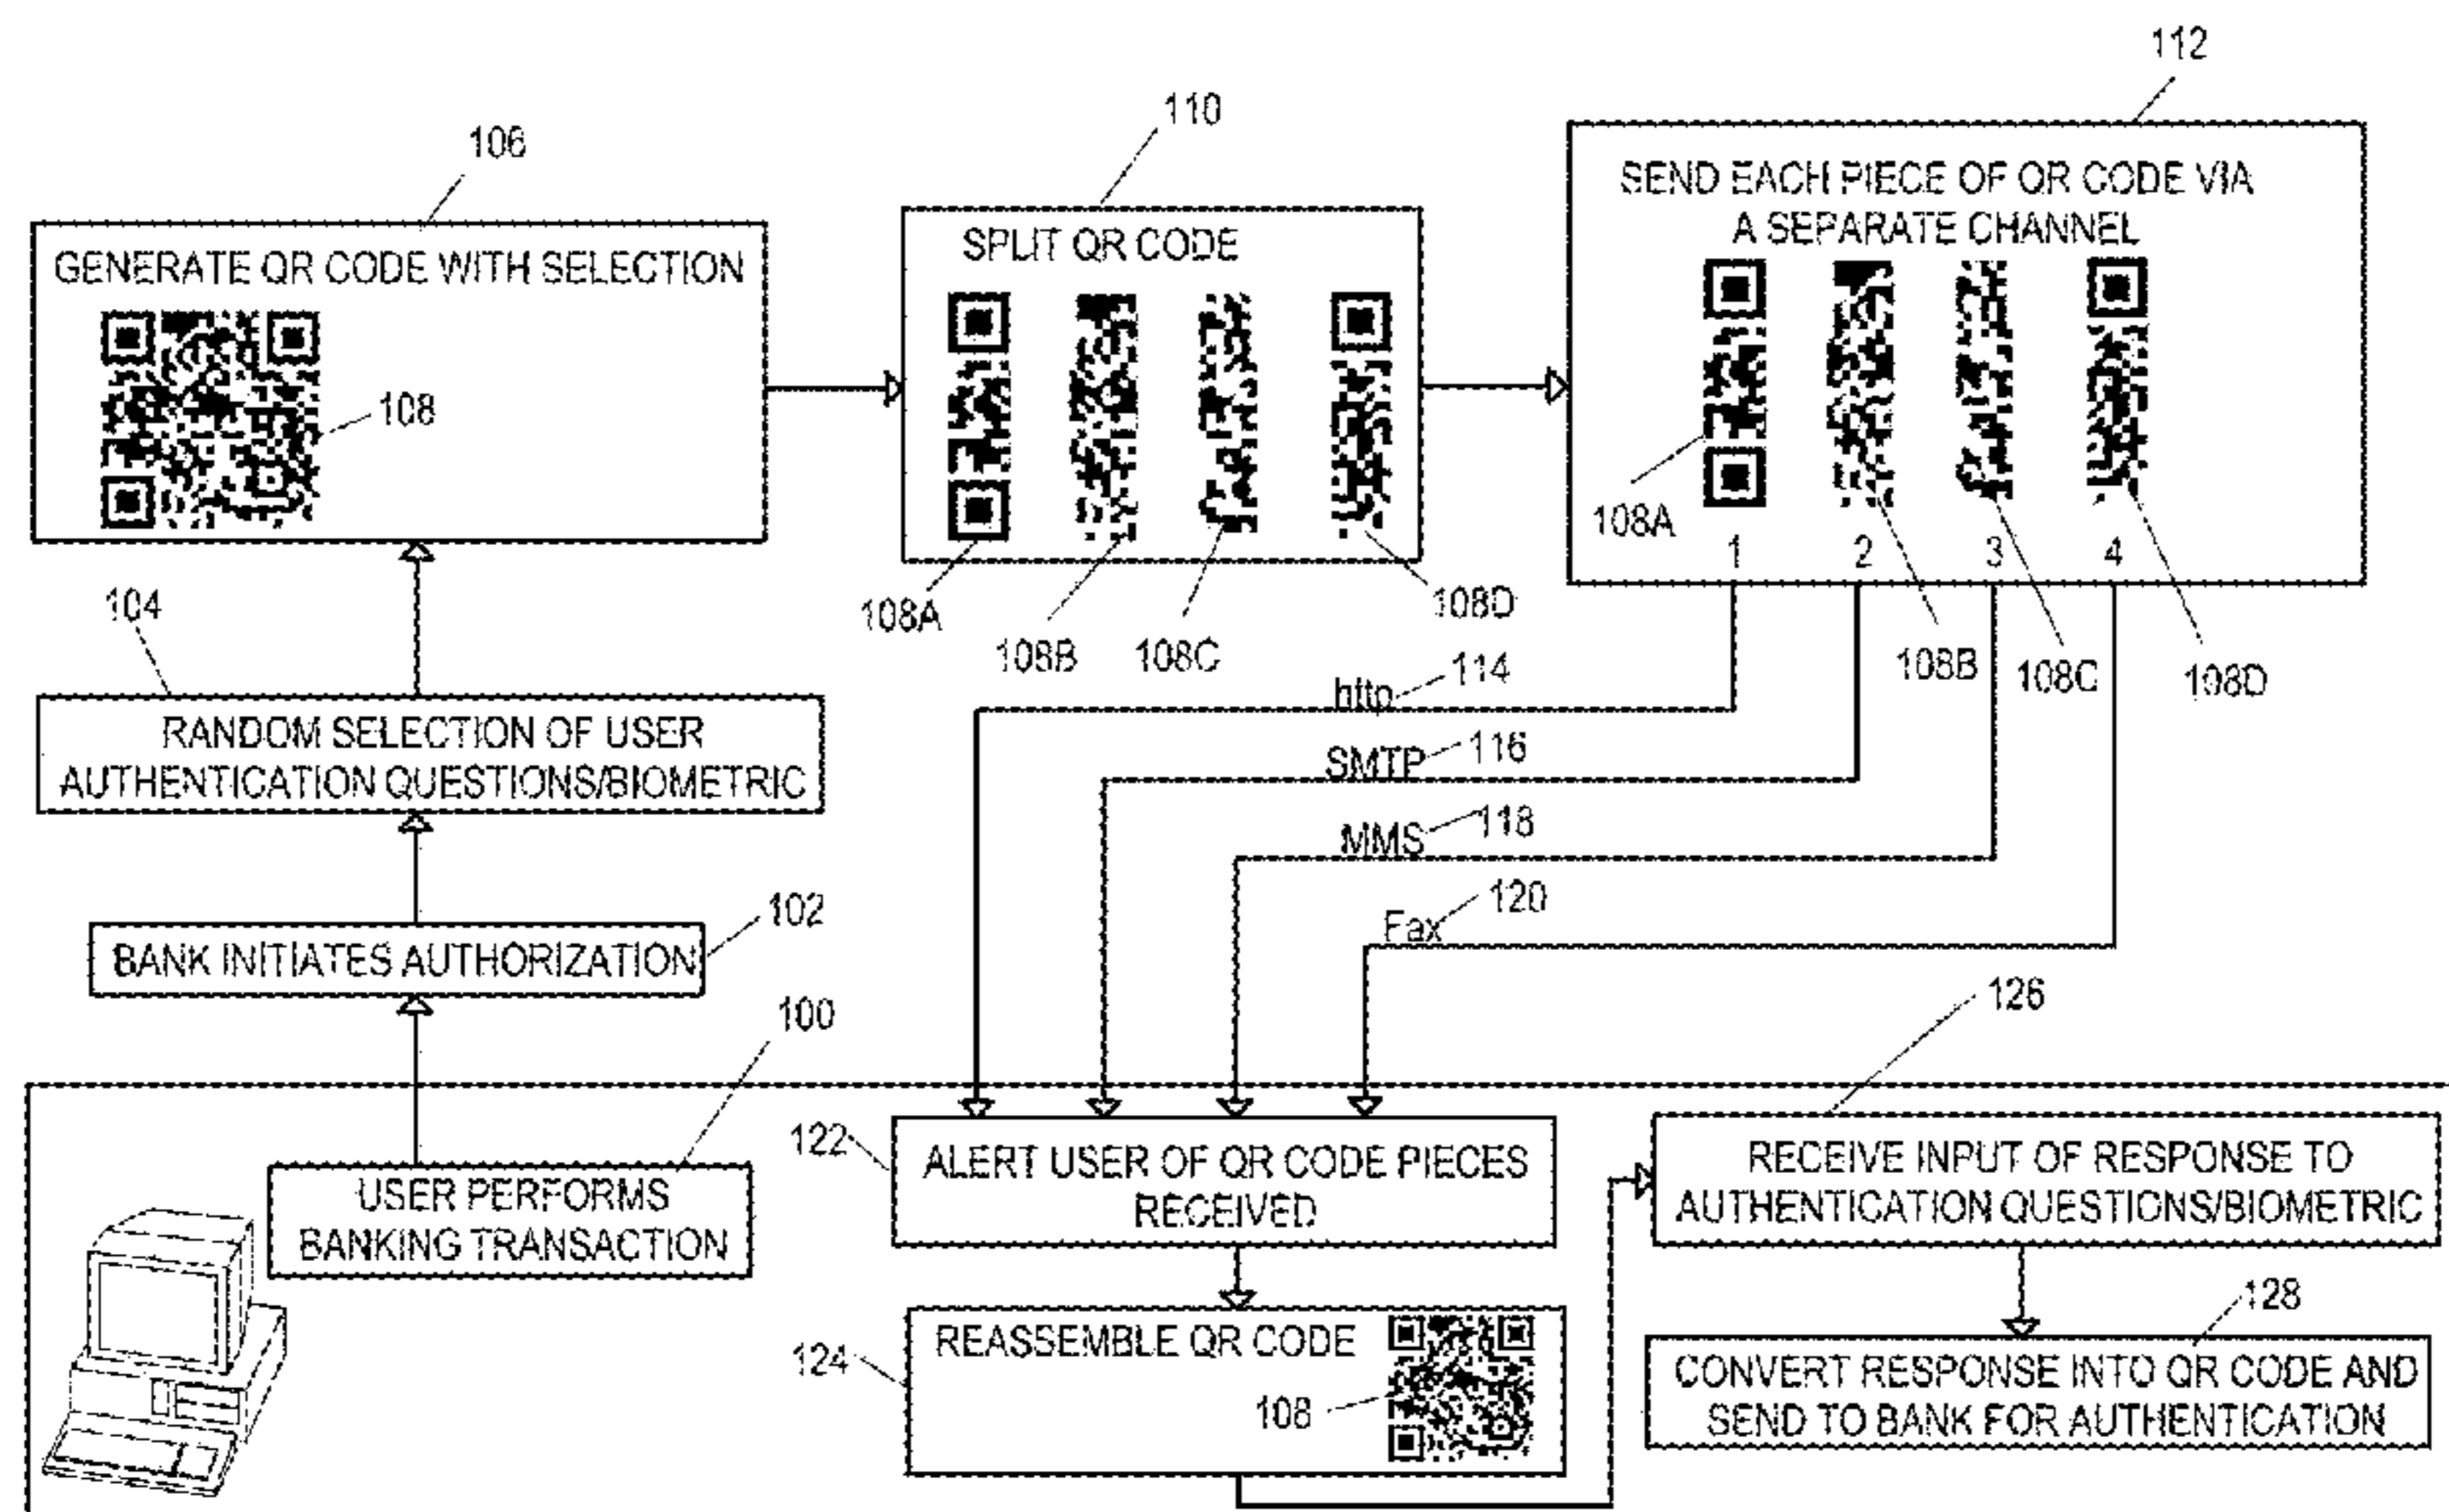 112
110
106
SEND EACH PIECE OF QR CODE VIA
A SEPARATE CHANNEL
SPLIT QR CODE
GENERATE QR CODE WITH SELECTION
108
108A
1
2
3
4
104
108A
108B
108C
108D
108B
108C
108D
http
114
RANDOM SELECTION OF USER
AUTHENTICATION QUESTIONS/BIOMETRIC
SMTP
116
MMS
118
Fax
120
102
BANK INITIATES AUTHORIZATION
100
126
122
ALERT USER OF QR CODE PIECES
RECEIVED
USER PERFORMS
BANKING TRANSACTION
RECEIVE INPUT OF RESPONSE TO
AUTHENTICATION QUESTIONS/BIOMETRIC
128
124
REASSEMBLE QR CODE
108
CONVERT RESPONSE INTO QR CODE AND
SEND TO BANK FOR AUTHENTICATION